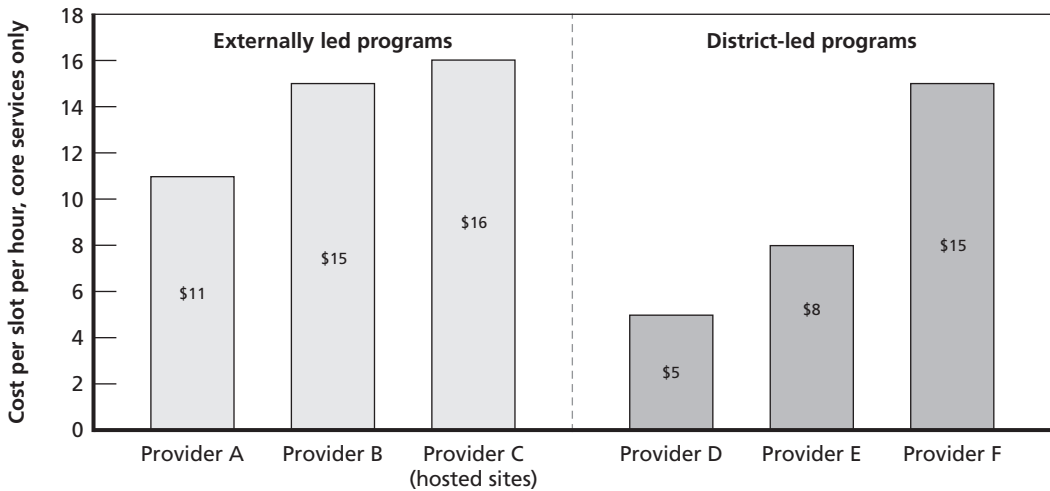 Cost per slot per hour, core services only
18
16
14
12
10
8
6
4
2
0
Externally led programs
District-led programs
$11
$15
$16
$5
$8
$15
Provider A
Provider B
Provider C
(hosted sites)
Provider D
Provider E
Provider F